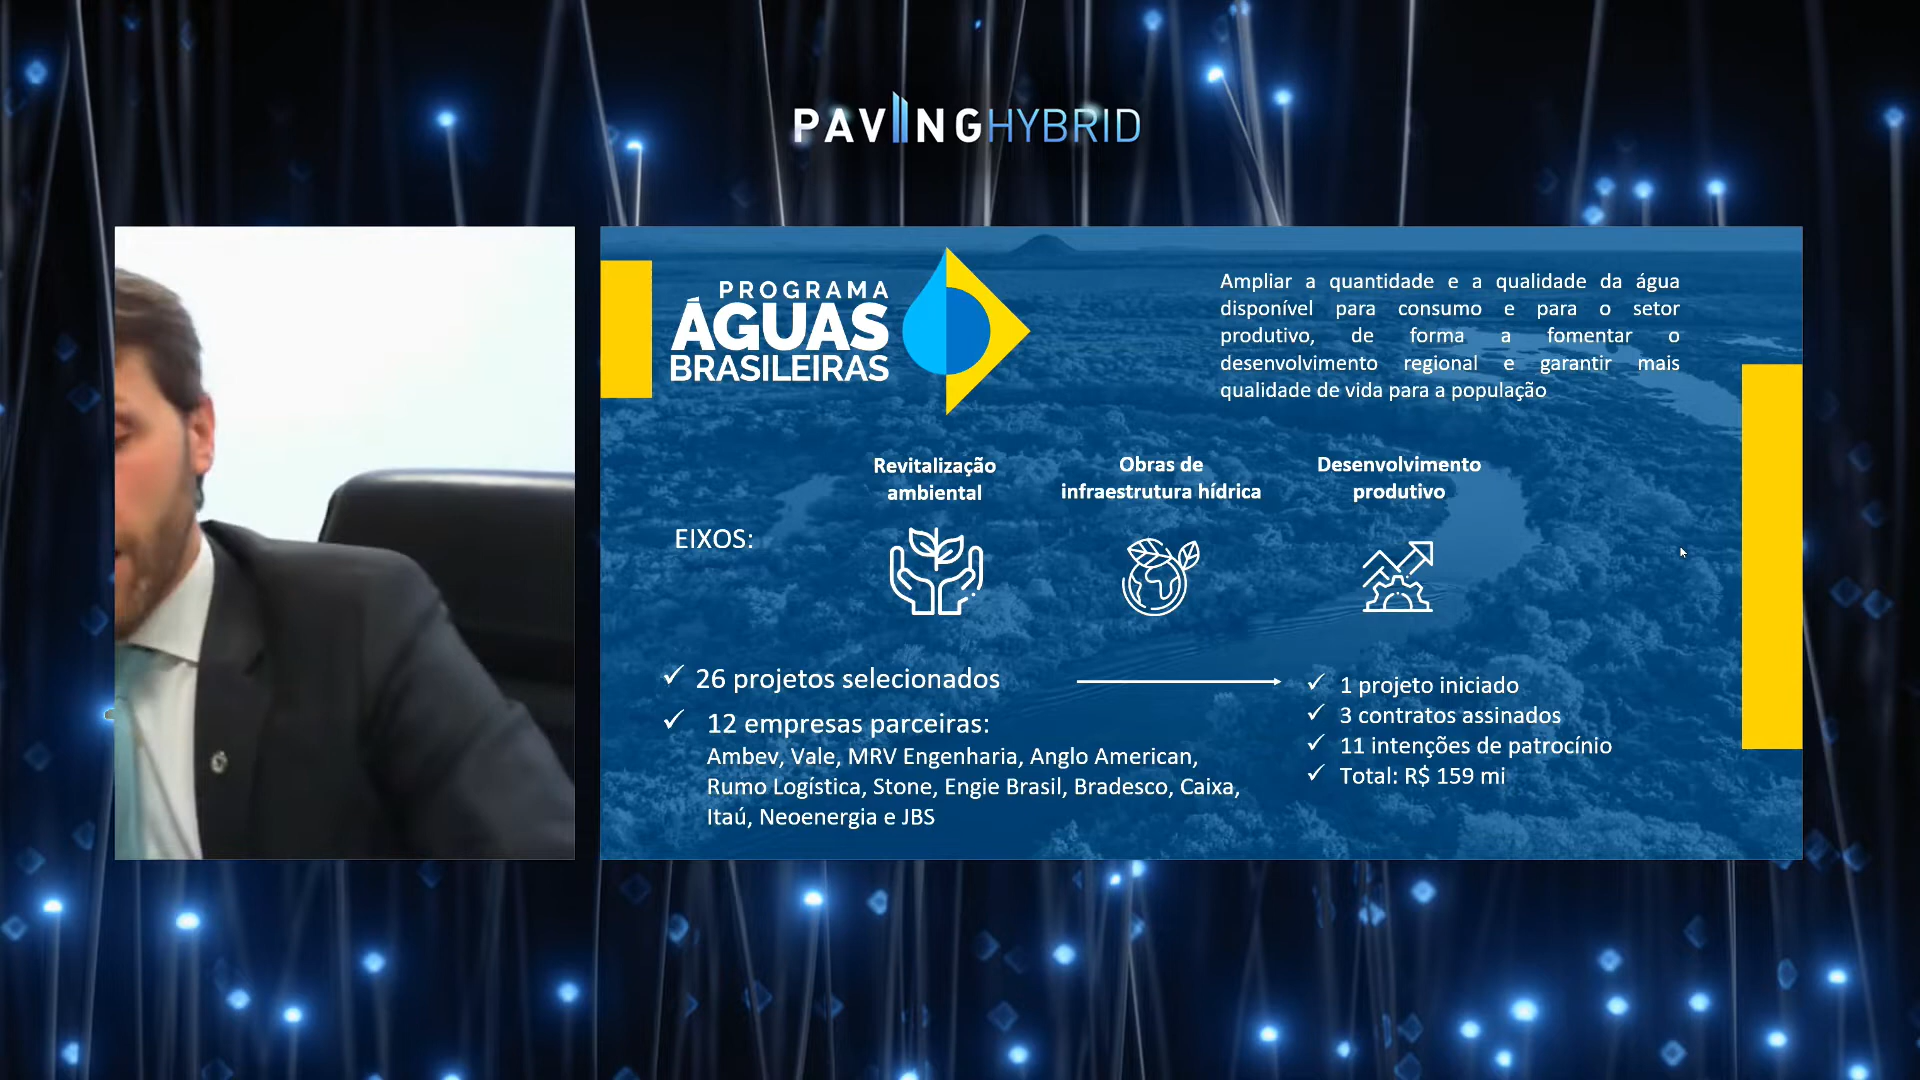 PAVING HYBRID
PROGRAMA
ÁGUAS
BRASILEIRAS
Ampliar a quantidade e a qualidade da água
disponível para consumo e para o setor
produtivo, de forma a fomentar o
desenvolvimento regional e garantir mais
qualidade de vida para a população
Revitalização
ambiental
Obras de
infraestrutura hídrica
Desenvolvimento
produtivo
EIXOS:
✓ 26 projetos selecionados
✓ 12 empresas parceiras:
Ambev, Vale, MRV Engenharia, Anglo American,
Rumo Logística, Stone, Engie Brasil, Bradesco, Caixa,
Itaú, Neoenergia e JBS
✓ 1 projeto iniciado
✓ 3 contratos assinados
✓ 11 intenções de patrocínio
✓ Total: R$ 159 mi